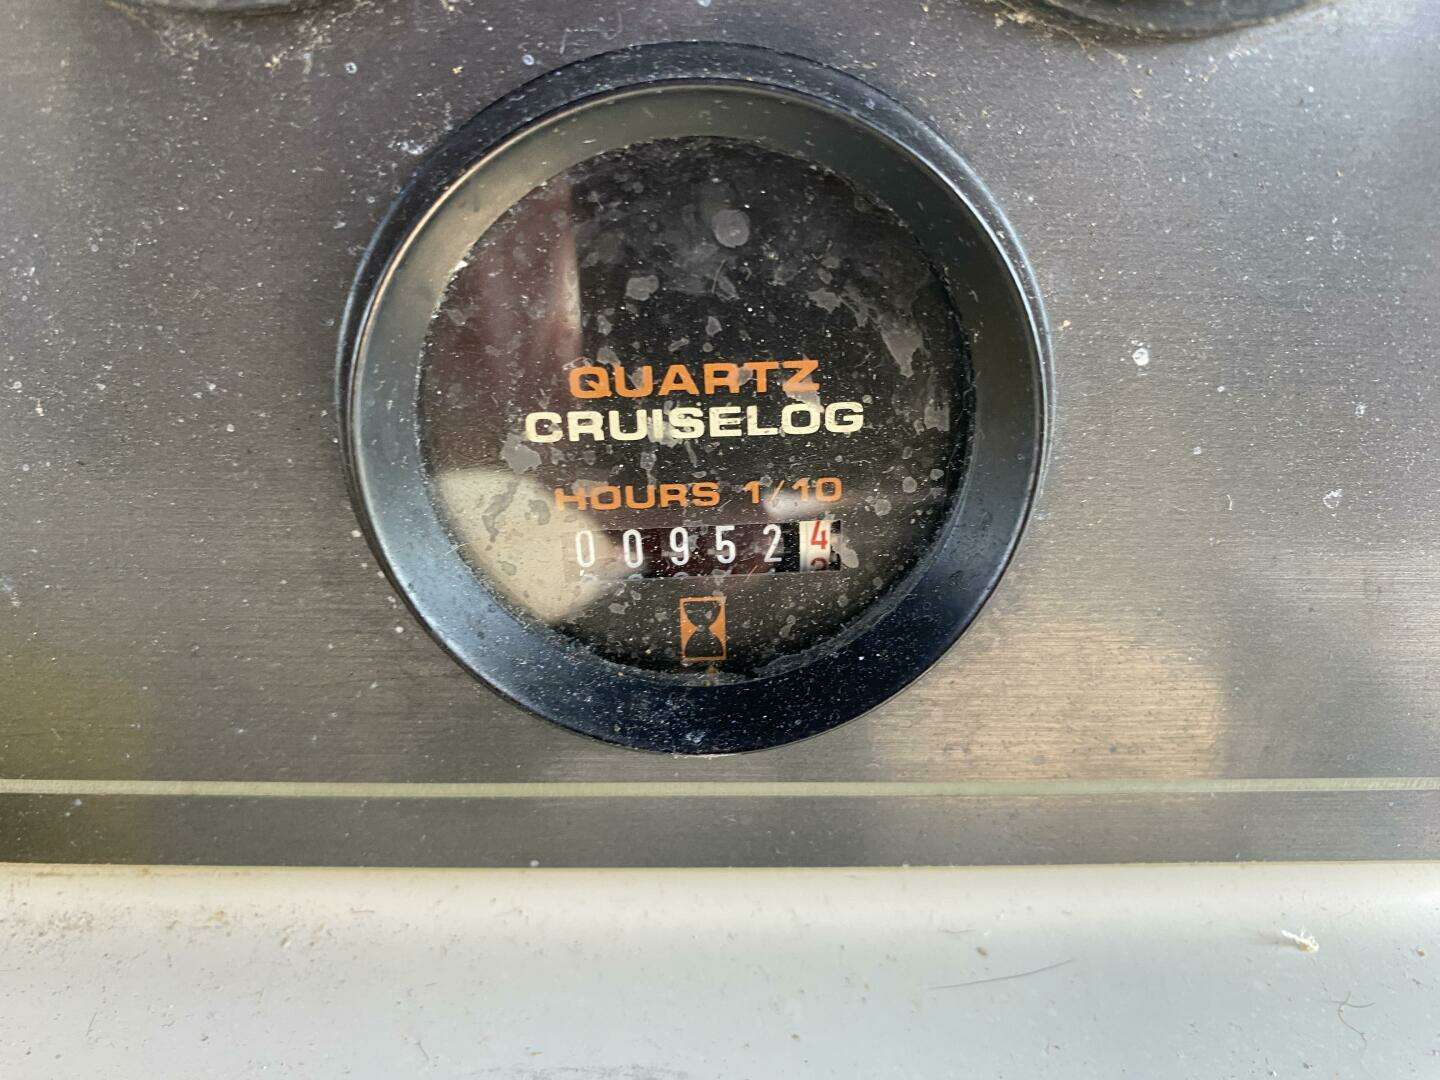 QUARTZ
CRUISELOG
HOURS 1/10
009524